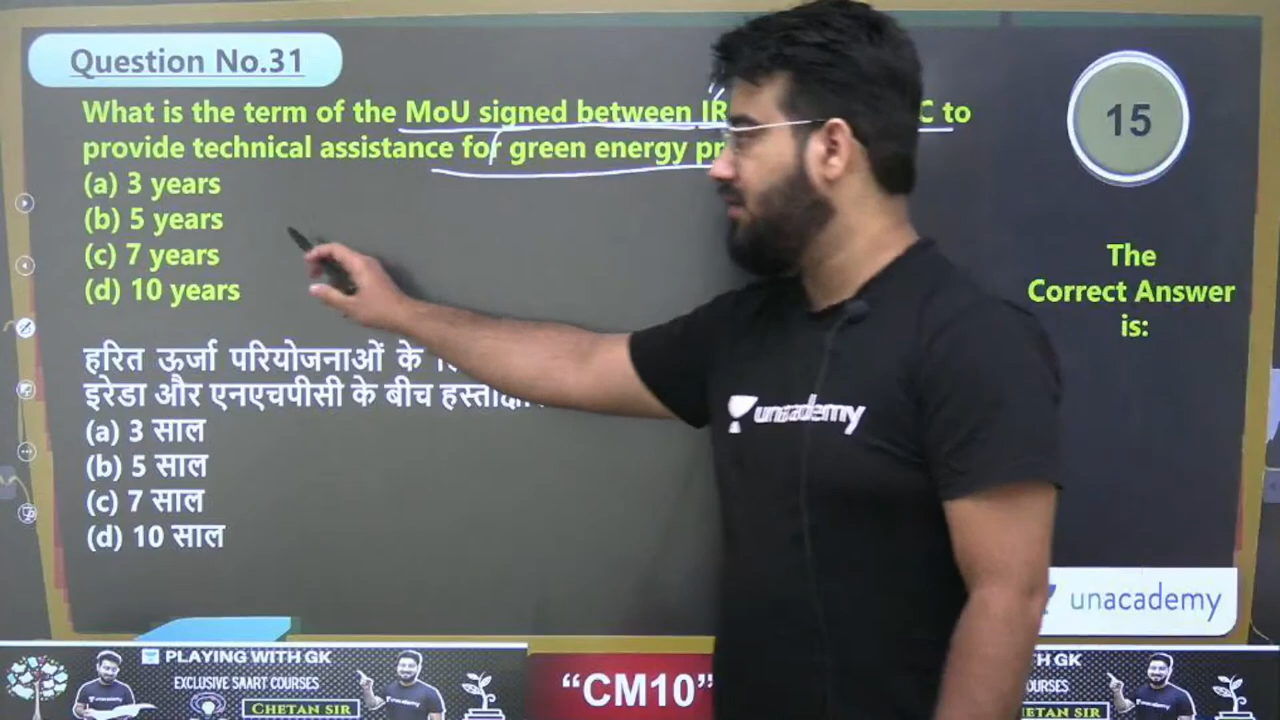 Question No.31
What is the term of the MoU signed between IR C to
provide technical assistance for green energy pr
(a) 3 years
(b) 5 years
(c) 7 years
(d) 10 years
15
The
Correct Answer
is:
हरित ऊर्जा परियोजनाओं के
इरेडा और एनएचपीसी के बीच
(a) 3 साल
(b) 5 साल
(c) 7 साल
(d) 10 साल
unacademy
unacademy
PLAYING WITH GK
EXCLUSIVE SAART COURSES
CHETAN SIR
“CM10”
TH GK
OURSES
ETAN SIR